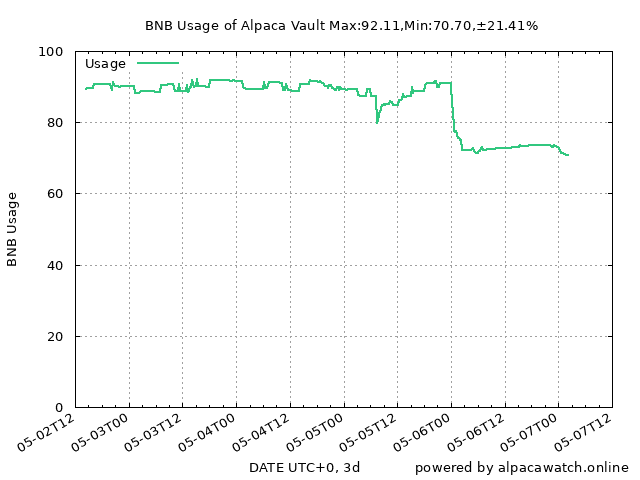 BNB Usage of Alpaca Vault Max:92.11,Min:70.70,±21.41%
100
Usage
80
60
BNB Usage
40
20
0
05-02T12
05-03T00
05-03T12
05-04T00
05-04T12
05-05T00
05-05T12
05-06T00
05-06T12
05-07T00
05-07T12
DATE UTC+0, 3d
powered by alpacawatch.online